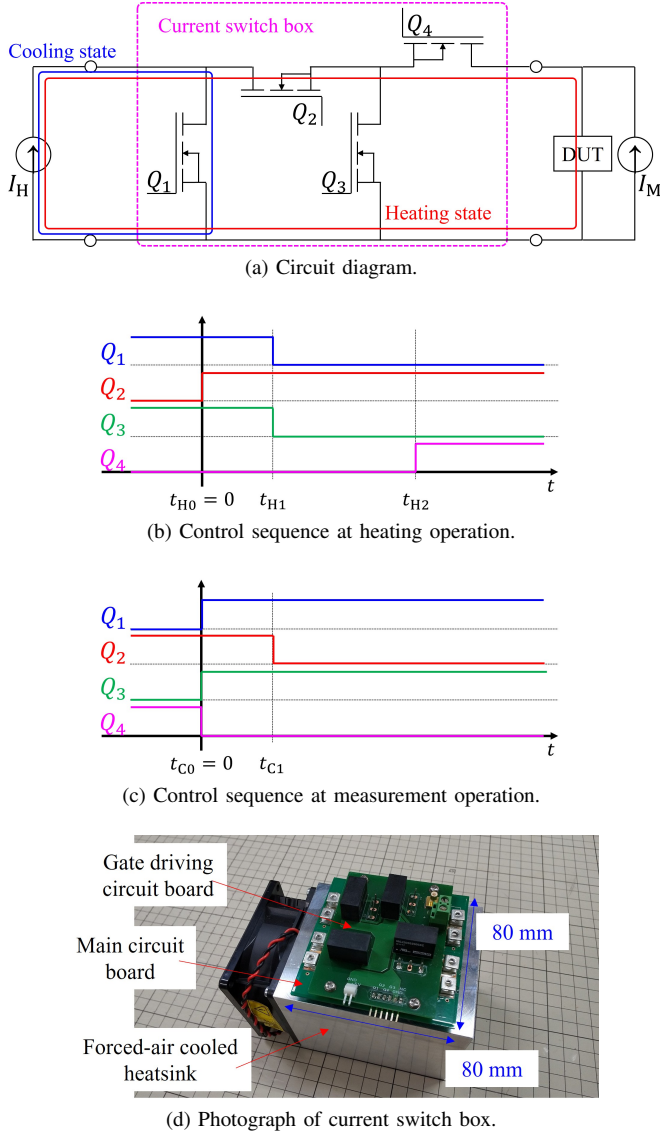 Current switch box
Q4
Cooling state
Q2
Q1
Q3
DUT
IH
IM
Heating state
(a) Circuit diagram.
Q1
Q2
Q3
Q4
tH0 = 0
tH1
tH2
t
(b) Control sequence at heating operation.
Q1
Q2
Q3
Q4
tC0 = 0
tC1
t
(c) Control sequence at measurement operation.
Gate driving
circuit board
Main circuit
board
80 mm
Forced-air cooled
heatsink
80 mm
(d) Photograph of current switch box.